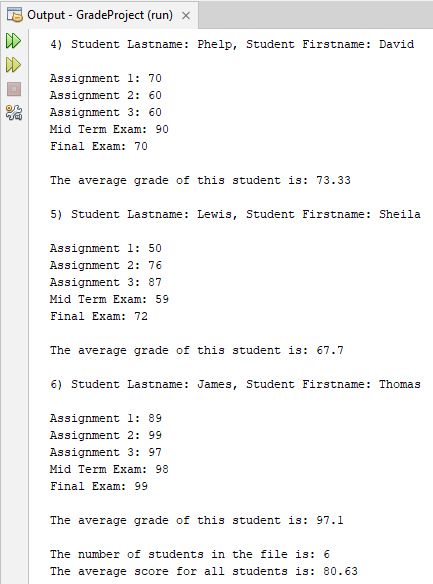 Output - GradeProject (run)
4) Student Lastname: Phelp, Student Firstname: David
Assignment 1: 70
Assignment 2: 60
Assignment 3: 60
Mid Term Exam: 90
Final Exam: 70
The average grade of this student is: 73.33
5) Student Lastname: Lewis, Student Firstname: Sheila
Assignment 1: 50
Assignment 2: 76
Assignment 3: 87
Mid Term Exam: 59
Final Exam: 72
The average grade of this student is: 67.7
6) Student Lastname: James, Student Firstname: Thomas
Assignment 1: 89
Assignment 2: 99
Assignment 3: 97
Mid Term Exam: 98
Final Exam: 99
The average grade of this student is: 97.1
The number of students in the file is: 6
The average score for all students is: 80.63